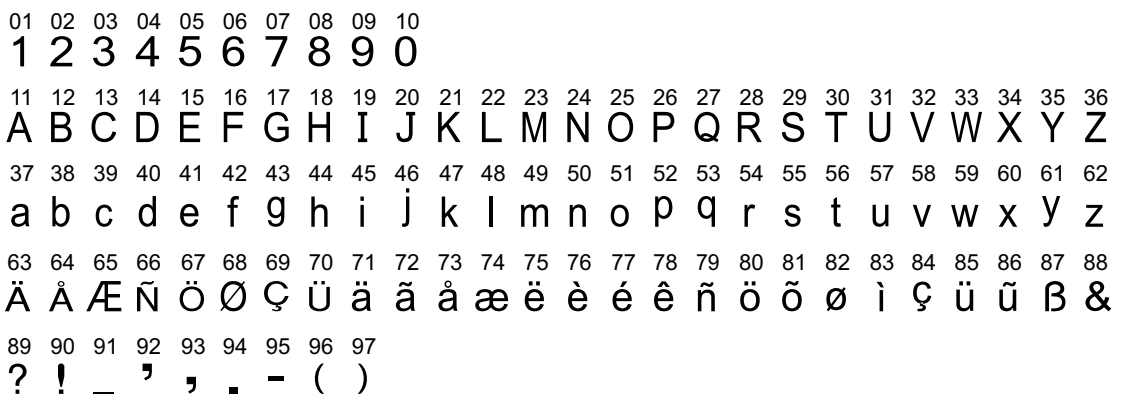 01 02 03 04 05 06 07 08 09 10
1 2 3 4 5 6 7 8 9 0
11 12 13 14 15 16 17 18 19 20 21 22 23 24 25 26 27 28 29 30 31 32 33 34 35 36
A B C D E F G H I J K L M N O P Q R S T U V W X Y Z
37 38 39 40 41 42 43 44 45 46 47 48 49 50 51 52 53 54 55 56 57 58 59 60 61 62
a b c d e f g h i j k l m n o p q r s t u v w x y z
63 64 65 66 67 68 69 70 71 72 73 74 75 76 77 78 79 80 81 82 83 84 85 86 87 88
Ä Å Æ Ñ Ö Ø Ç Ü ä ã å æ ë è é ê ñ ö õ ø ì ç ü ũ ß &
89 90 91 92 93 94 95 96 97
? ! _ ’ , . - ( )